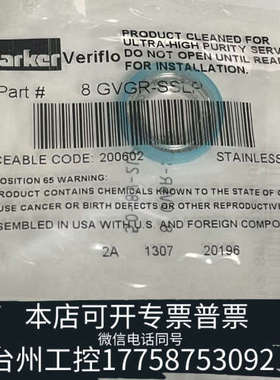 Parker Veriflo
PRODUCT CLEANED FOR
ULTRA-HIGH PURITY SERV
DO NOT OPEN UNTIL READ
FOR INSTALLATION.
Part # 8 GVGR-SSLP
CEABLE CODE: 200602 STAINLESS
POSITION 65 WARNING:
PRODUCT CONTAINS CHEMICALS KNOWN TO THE STATE OF C
USE CANCER OR BIRTH DEFECTS OR OTHER REPRODUCTIVE
SSEMBLED IN USA WITH U.S. AND FOREIGN COMPON
2A 1307 20196
本店可开专票普票
微信电话同号
台州工控17758753092